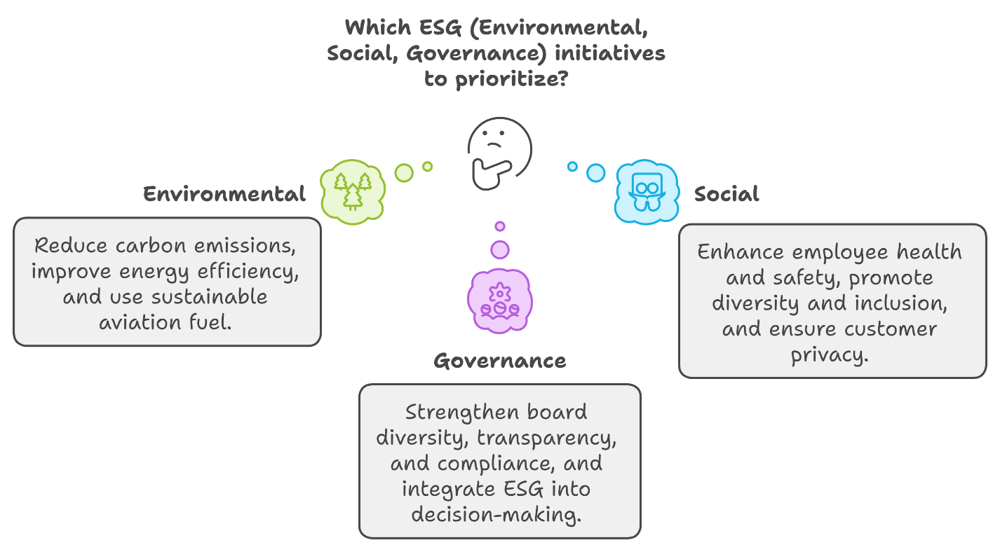 Which ESG (Environmental,
Social, Governance) initiatives
to prioritize?
Environmental
Reduce carbon emissions,
improve energy efficiency,
and use sustainable
aviation fuel.
Social
Enhance employee health
and safety, promote
diversity and inclusion,
and ensure customer
privacy.
Governance
Strengthen board
diversity, transparency,
and compliance, and
integrate ESG into
decision-making.